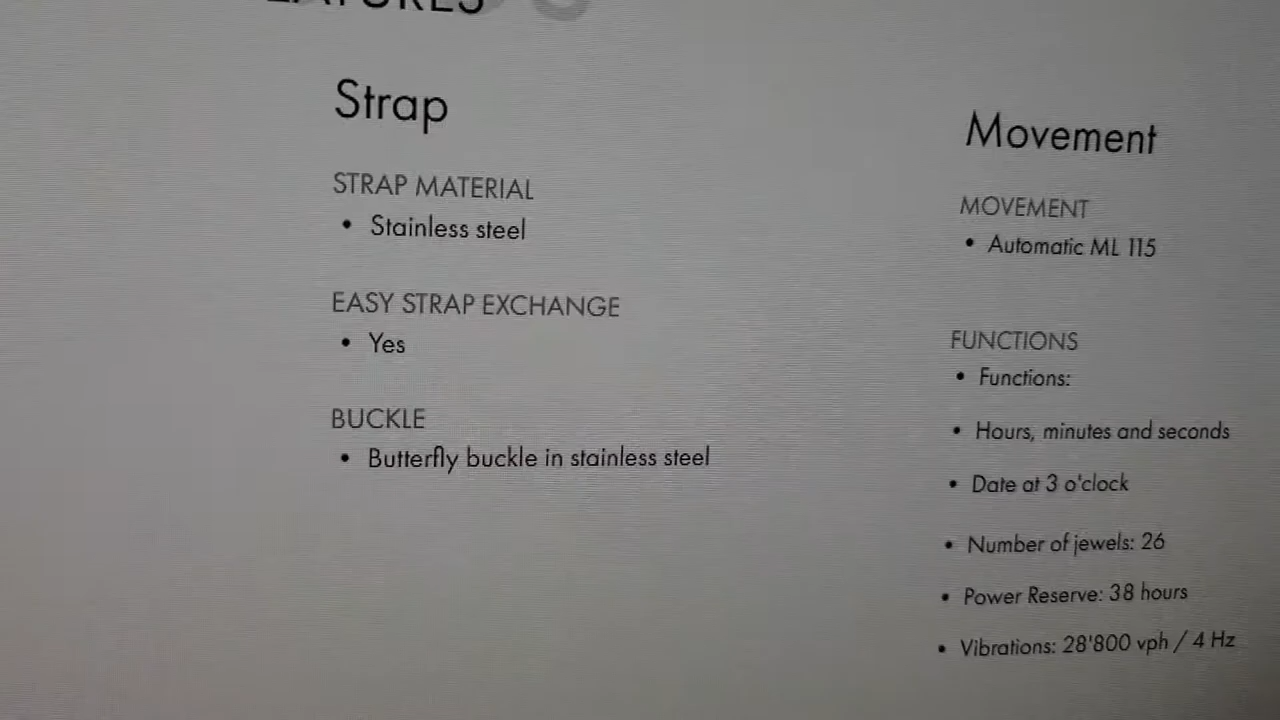 Strap
STRAP MATERIAL
• Stainless steel
EASY STRAP EXCHANGE
• Yes
BUCKLE
• Butterfly buckle in stainless steel
Movement
MOVEMENT
• Automatic ML 115
FUNCTIONS
• Functions:
• Hours, minutes and seconds
• Date at 3 o'clock
• Number of jewels: 26
• Power Reserve: 38 hours
• Vibrations: 28'800 vph / 4 Hz